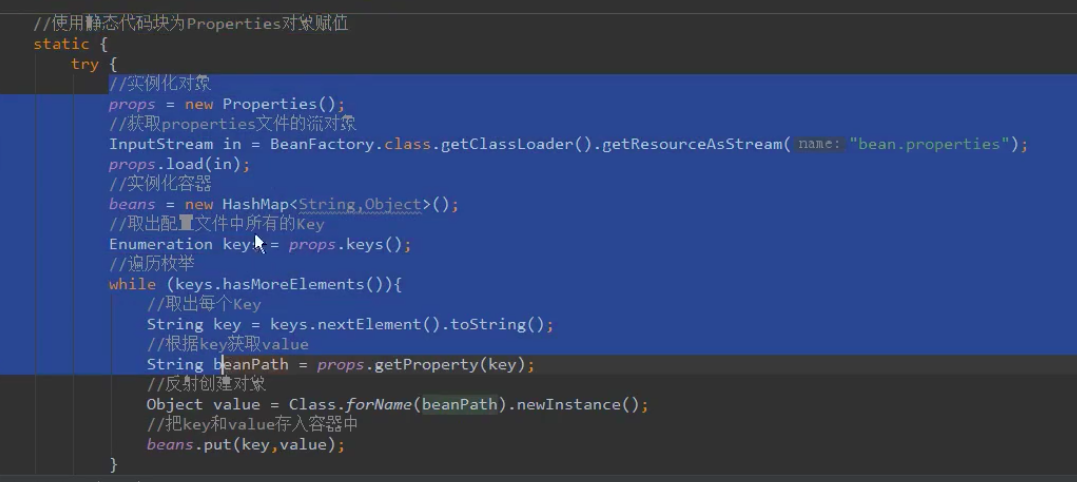 //使用静态代码块为Properties对象赋值
static {
try {
//实例化对象
props = new Properties();
//获取properties文件的流对象
InputStream in = BeanFactory.class.getClassLoader().getResourceAsStream( name: "bean.properties");
props.load(in);
//实例化容器
beans = new HashMap<String,Object>();
//取出配置文件中所有的Key
Enumeration keys = props.keys();
//遍历枚举
while (keys.hasMoreElements()){
//取出每个Key
String key = keys.nextElement().toString();
//根据key获取value
String beanPath = props.getProperty(key);
//反射创建对象
Object value = Class.forName(beanPath).newInstance();
//把key和value存入容器中
beans.put(key,value);
}